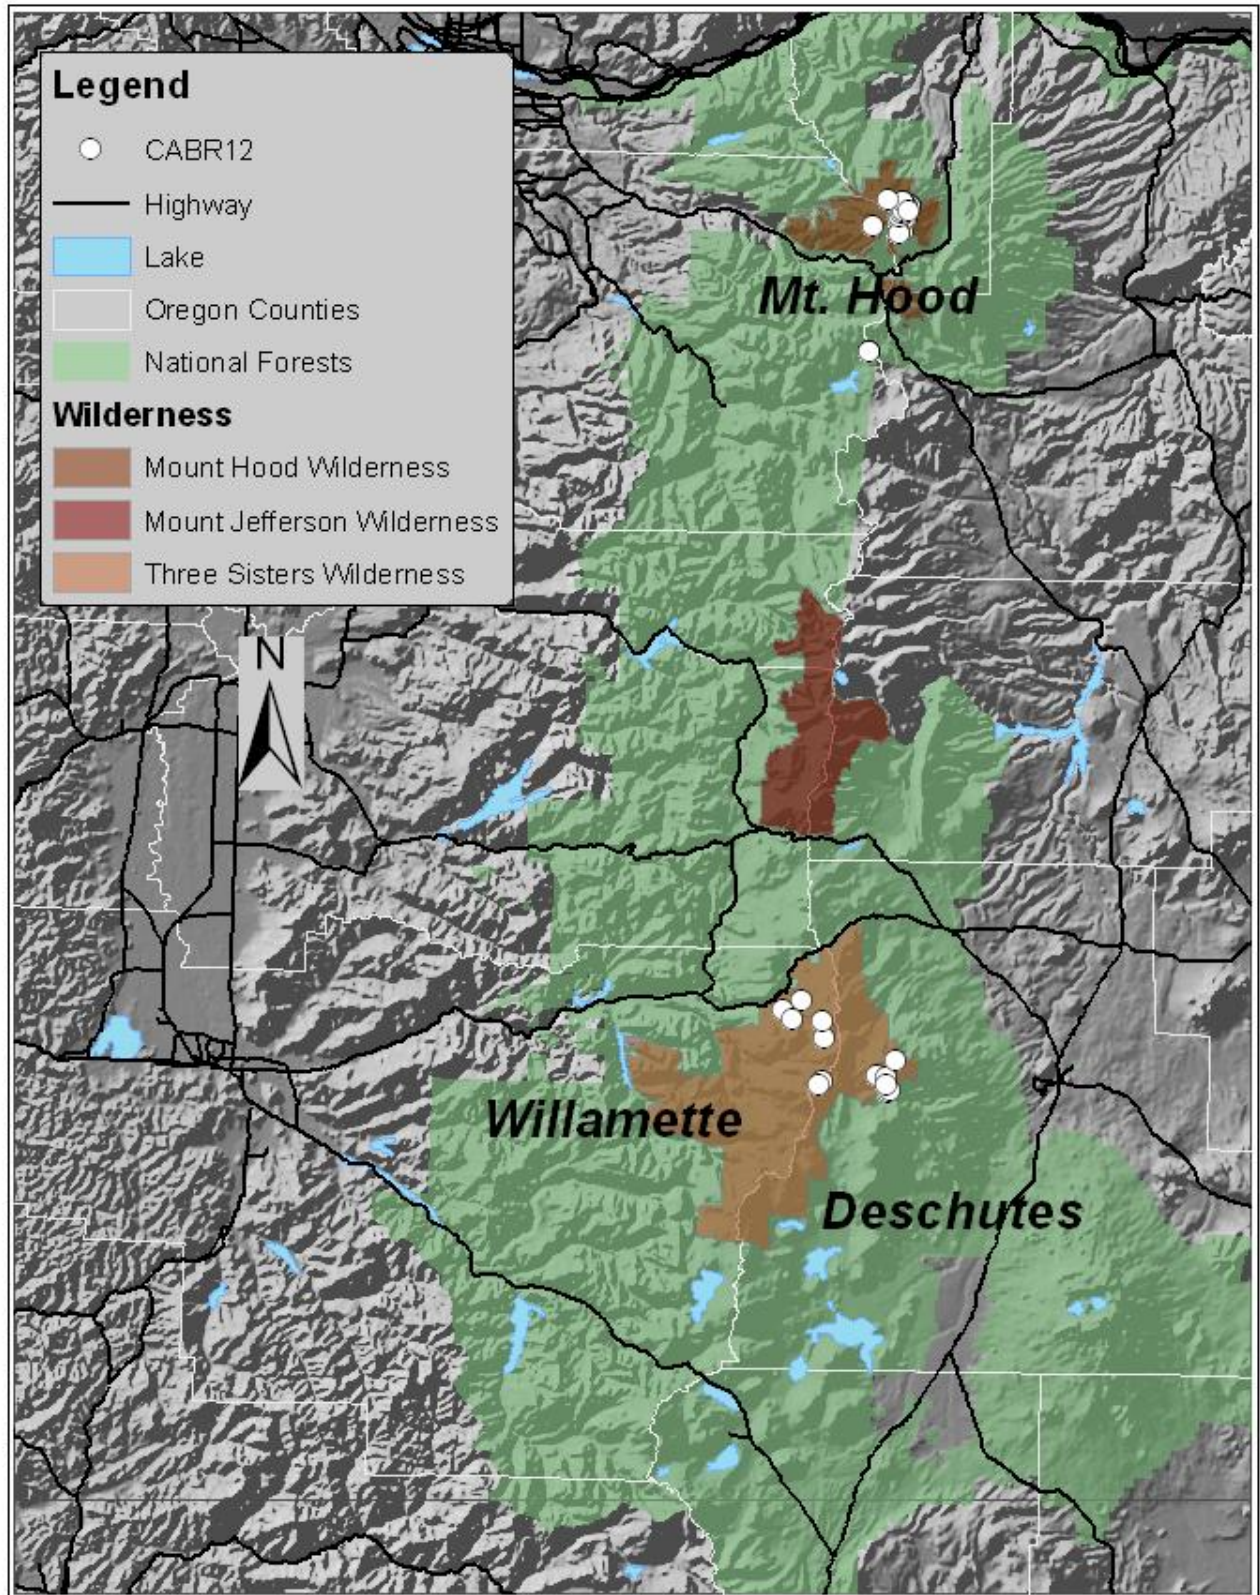 Legend
CABR12
Highway
Lake
Oregon Counties
National Forests
Wilderness
Mount Hood Wilderness
Mount Jefferson Wilderness
Three Sisters Wilderness
N
Mt. Hood
Willamette
Deschutes